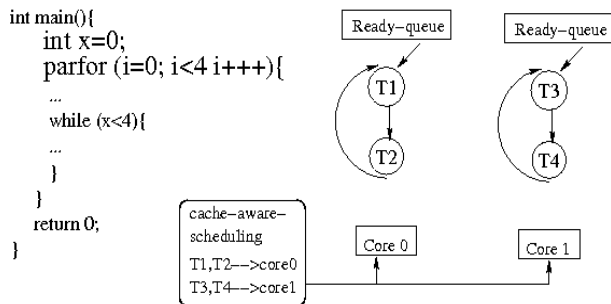 int main(){
int x=0;
parfor (i=0; i<4 i+++){
...
while (x<4){
...
}
}
return 0;
}
Ready-queue
T1
T2
Ready-queue
T3
T4
cache-aware-
scheduling
T1,T2-->core0
T3,T4-->core1
Core 0
Core 1